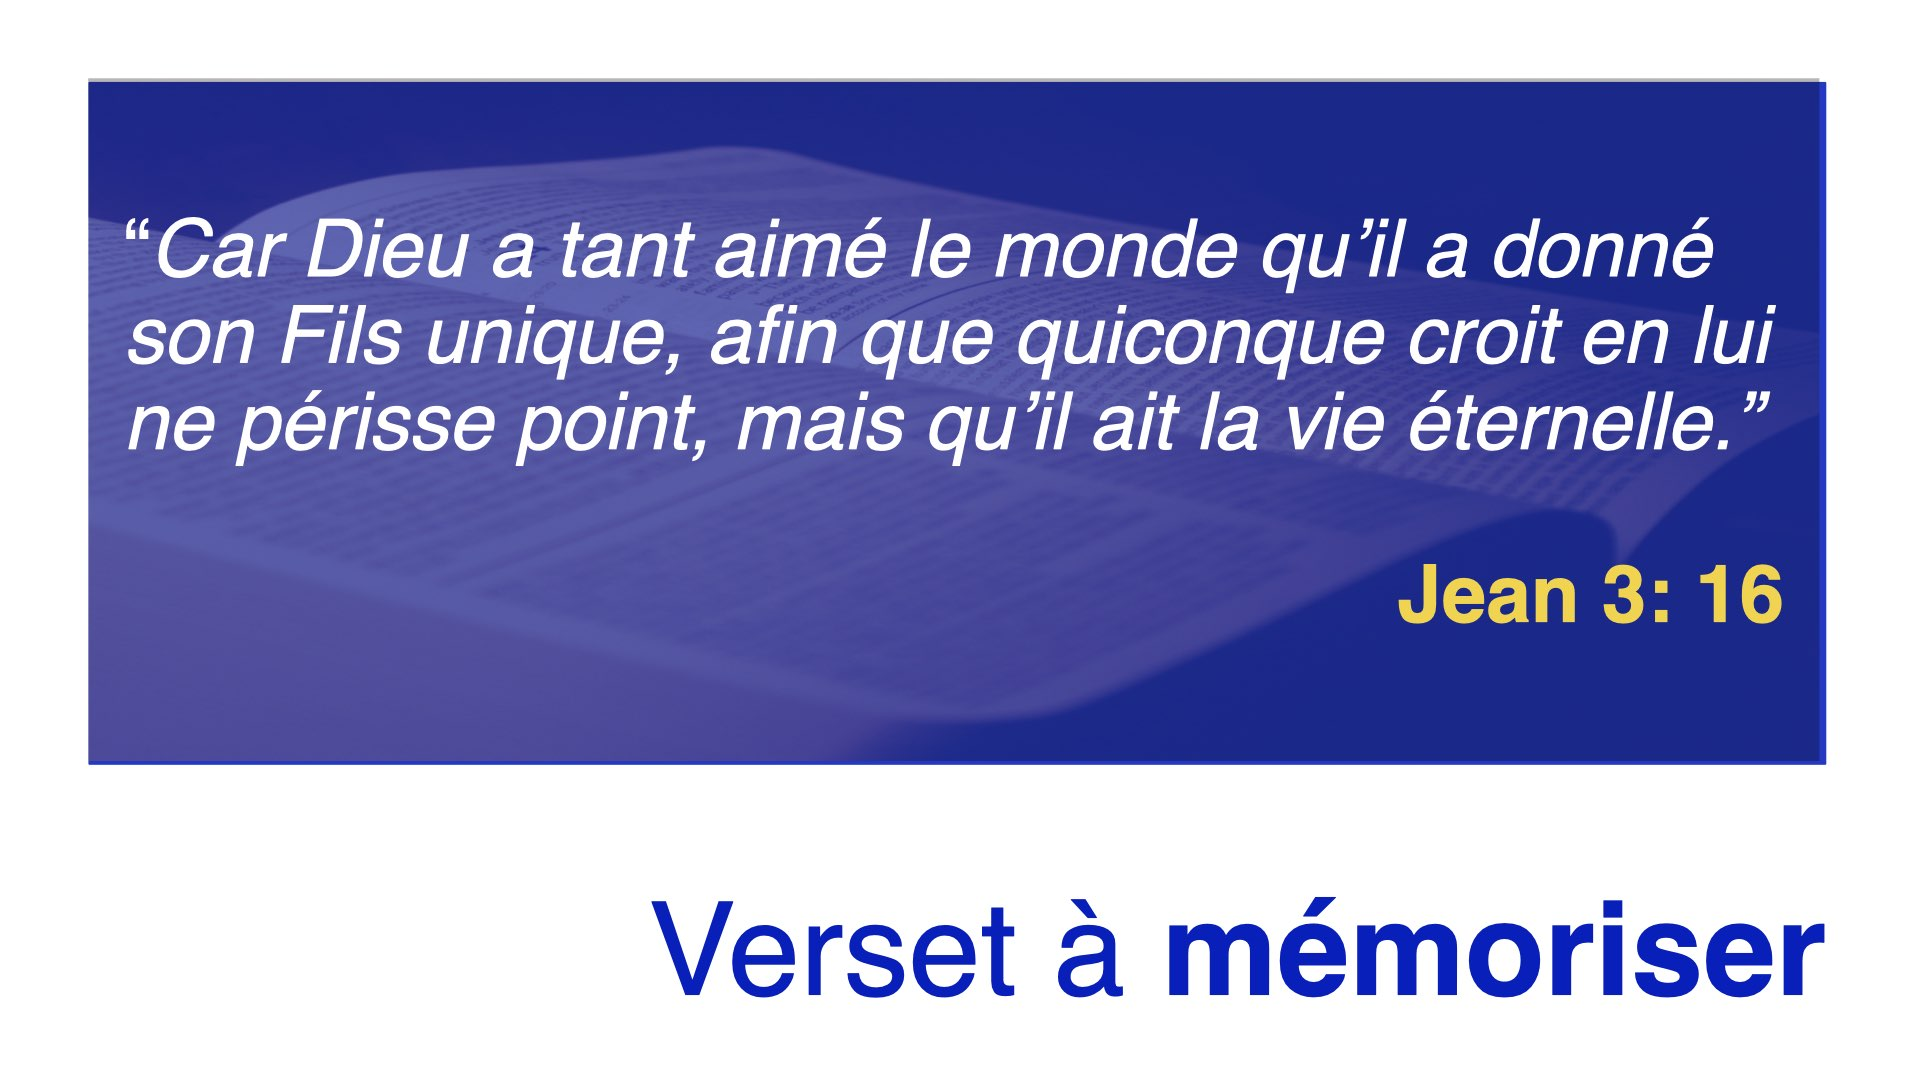 “Car Dieu a tant aimé le monde qu’il a donné
son Fils unique, afin que quiconque croit en lui
ne périsse point, mais qu’il ait la vie éternelle.”
Jean 3: 16
Verset à mémoriser